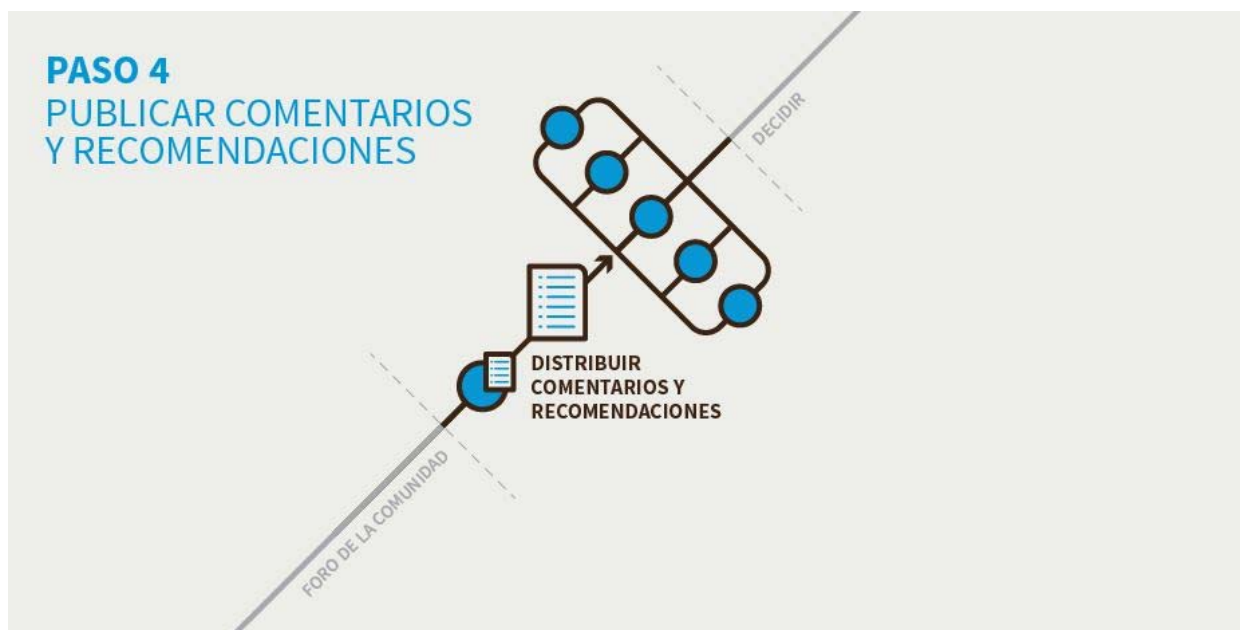 PASO 4
PUBLICAR COMENTARIOS
Y RECOMENDACIONES
DECIDIR
DISTRIBUIR
COMENTARIOS Y
RECOMENDACIONES
FORO DE LA COMUNIDAD